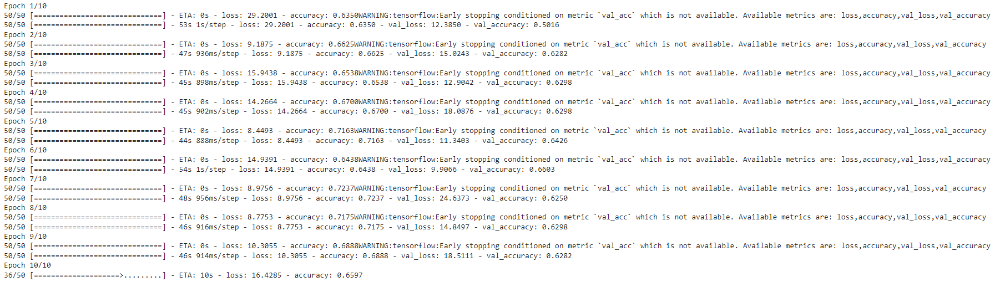 Epoch 1/10
50/50 [==============================] - ETA: 0s - loss: 29.2001 - accuracy: 0.6350WARNING:tensorflow:Early stopping conditioned on metric `val_acc` which is not available. Available metrics are: loss,accuracy,val_loss,val_accuracy
50/50 [==============================] - 53s 1s/step - loss: 29.2001 - accuracy: 0.6350 - val_loss: 12.3850 - val_accuracy: 0.5016
Epoch 2/10
50/50 [==============================] - ETA: 0s - loss: 9.1875 - accuracy: 0.6625WARNING:tensorflow:Early stopping conditioned on metric `val_acc` which is not available. Available metrics are: loss,accuracy,val_loss,val_accuracy
50/50 [==============================] - 47s 936ms/step - loss: 9.1875 - accuracy: 0.6625 - val_loss: 15.0243 - val_accuracy: 0.6282
Epoch 3/10
50/50 [==============================] - ETA: 0s - loss: 15.9438 - accuracy: 0.6538WARNING:tensorflow:Early stopping conditioned on metric `val_acc` which is not available. Available metrics are: loss,accuracy,val_loss,val_accuracy
50/50 [==============================] - 45s 898ms/step - loss: 15.9438 - accuracy: 0.6538 - val_loss: 12.9042 - val_accuracy: 0.6298
Epoch 4/10
50/50 [==============================] - ETA: 0s - loss: 14.2664 - accuracy: 0.6700WARNING:tensorflow:Early stopping conditioned on metric `val_acc` which is not available. Available metrics are: loss,accuracy,val_loss,val_accuracy
50/50 [==============================] - 45s 902ms/step - loss: 14.2664 - accuracy: 0.6700 - val_loss: 18.0876 - val_accuracy: 0.6298
Epoch 5/10
50/50 [==============================] - ETA: 0s - loss: 8.4493 - accuracy: 0.7163WARNING:tensorflow:Early stopping conditioned on metric `val_acc` which is not available. Available metrics are: loss,accuracy,val_loss,val_accuracy
50/50 [==============================] - 44s 888ms/step - loss: 8.4493 - accuracy: 0.7163 - val_loss: 11.3403 - val_accuracy: 0.6426
Epoch 6/10
50/50 [==============================] - ETA: 0s - loss: 14.9391 - accuracy: 0.6438WARNING:tensorflow:Early stopping conditioned on metric `val_acc` which is not available. Available metrics are: loss,accuracy,val_loss,val_accuracy
50/50 [==============================] - 54s 1s/step - loss: 14.9391 - accuracy: 0.6438 - val_loss: 9.9066 - val_accuracy: 0.6603
Epoch 7/10
50/50 [==============================] - ETA: 0s - loss: 8.9756 - accuracy: 0.7237WARNING:tensorflow:Early stopping conditioned on metric `val_acc` which is not available. Available metrics are: loss,accuracy,val_loss,val_accuracy
50/50 [==============================] - 48s 956ms/step - loss: 8.9756 - accuracy: 0.7237 - val_loss: 24.6373 - val_accuracy: 0.6250
Epoch 8/10
50/50 [==============================] - ETA: 0s - loss: 8.7753 - accuracy: 0.7175WARNING:tensorflow:Early stopping conditioned on metric `val_acc` which is not available. Available metrics are: loss,accuracy,val_loss,val_accuracy
50/50 [==============================] - 46s 916ms/step - loss: 8.7753 - accuracy: 0.7175 - val_loss: 14.8497 - val_accuracy: 0.6298
Epoch 9/10
50/50 [==============================] - ETA: 0s - loss: 10.3055 - accuracy: 0.6888WARNING:tensorflow:Early stopping conditioned on metric `val_acc` which is not available. Available metrics are: loss,accuracy,val_loss,val_accuracy
50/50 [==============================] - 46s 914ms/step - loss: 10.3055 - accuracy: 0.6888 - val_loss: 18.5111 - val_accuracy: 0.6282
Epoch 10/10
36/50 [====================>.........] - ETA: 10s - loss: 16.4285 - accuracy: 0.6597